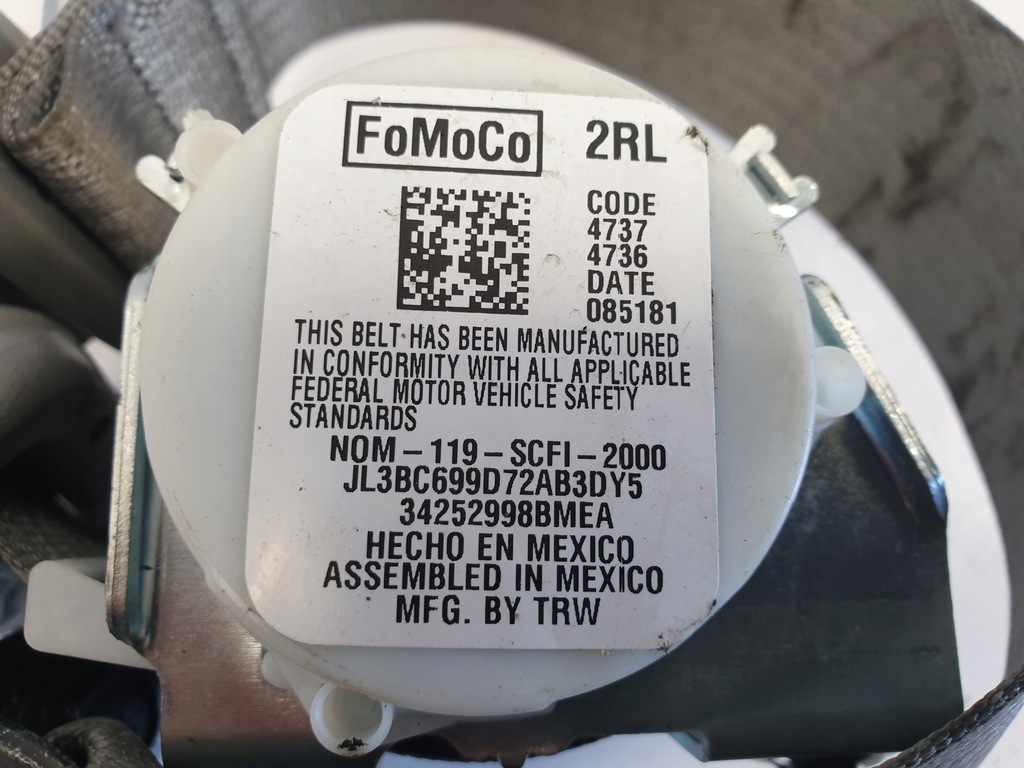 FoMoCo 2RL
CODE
4737
4736
DATE
085181
THIS BELT HAS BEEN MANUFACTURED
IN CONFORMITY WITH ALL APPLICABLE
FEDERAL MOTOR VEHICLE SAFETY
STANDARDS
NOM-119-SCFI-2000
JL3BC699D72AB3DY5
34252998BMEA
HECHO EN MEXICO
ASSEMBLED IN MEXICO
MFG. BY TRW